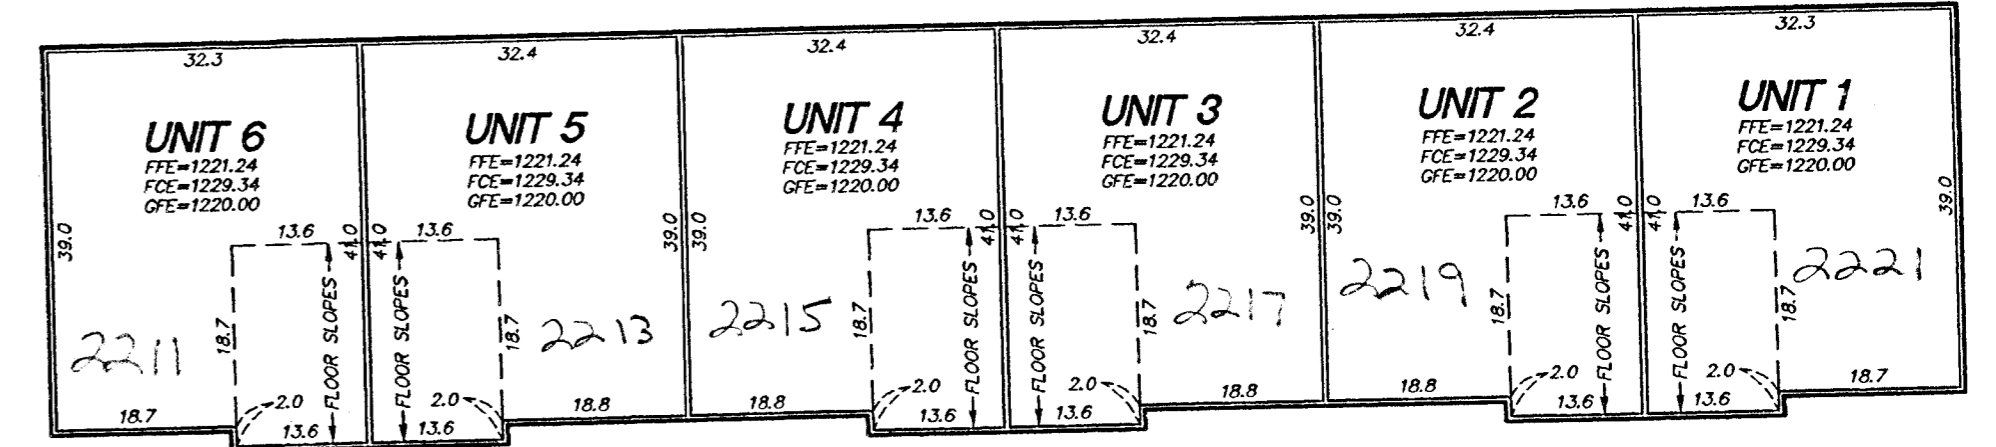 32.3
UNIT 6
FFE=1221.24
FCE=1229.34
GFE=1220.00
39.0
13.6
41.0
FLOOR SLOPES
18.7
2211
2.0
18.7
13.6
32.4
UNIT 5
FFE=1221.24
FCE=1229.34
GFE=1220.00
41.0
13.6
39.0
FLOOR SLOPES
18.7
2213
2.0
18.8
13.6
32.4
UNIT 4
FFE=1221.24
FCE=1229.34
GFE=1220.00
39.0
13.6
41.0
2215
18.7
FLOOR SLOPES
2.0
18.8
13.6
32.4
UNIT 3
FFE=1221.24
FCE=1229.34
GFE=1220.00
41.0
13.6
39.0
FLOOR SLOPES
18.7
2217
2.0
18.8
13.6
32.4
UNIT 2
FFE=1221.24
FCE=1229.34
GFE=1220.00
39.0
13.6
41.0
2219
18.7
FLOOR SLOPES
2.0
18.8
13.6
32.3
UNIT 1
FFE=1221.24
FCE=1229.34
GFE=1220.00
41.0
13.6
39.0
FLOOR SLOPES
18.7
2221
2.0
18.7
13.6